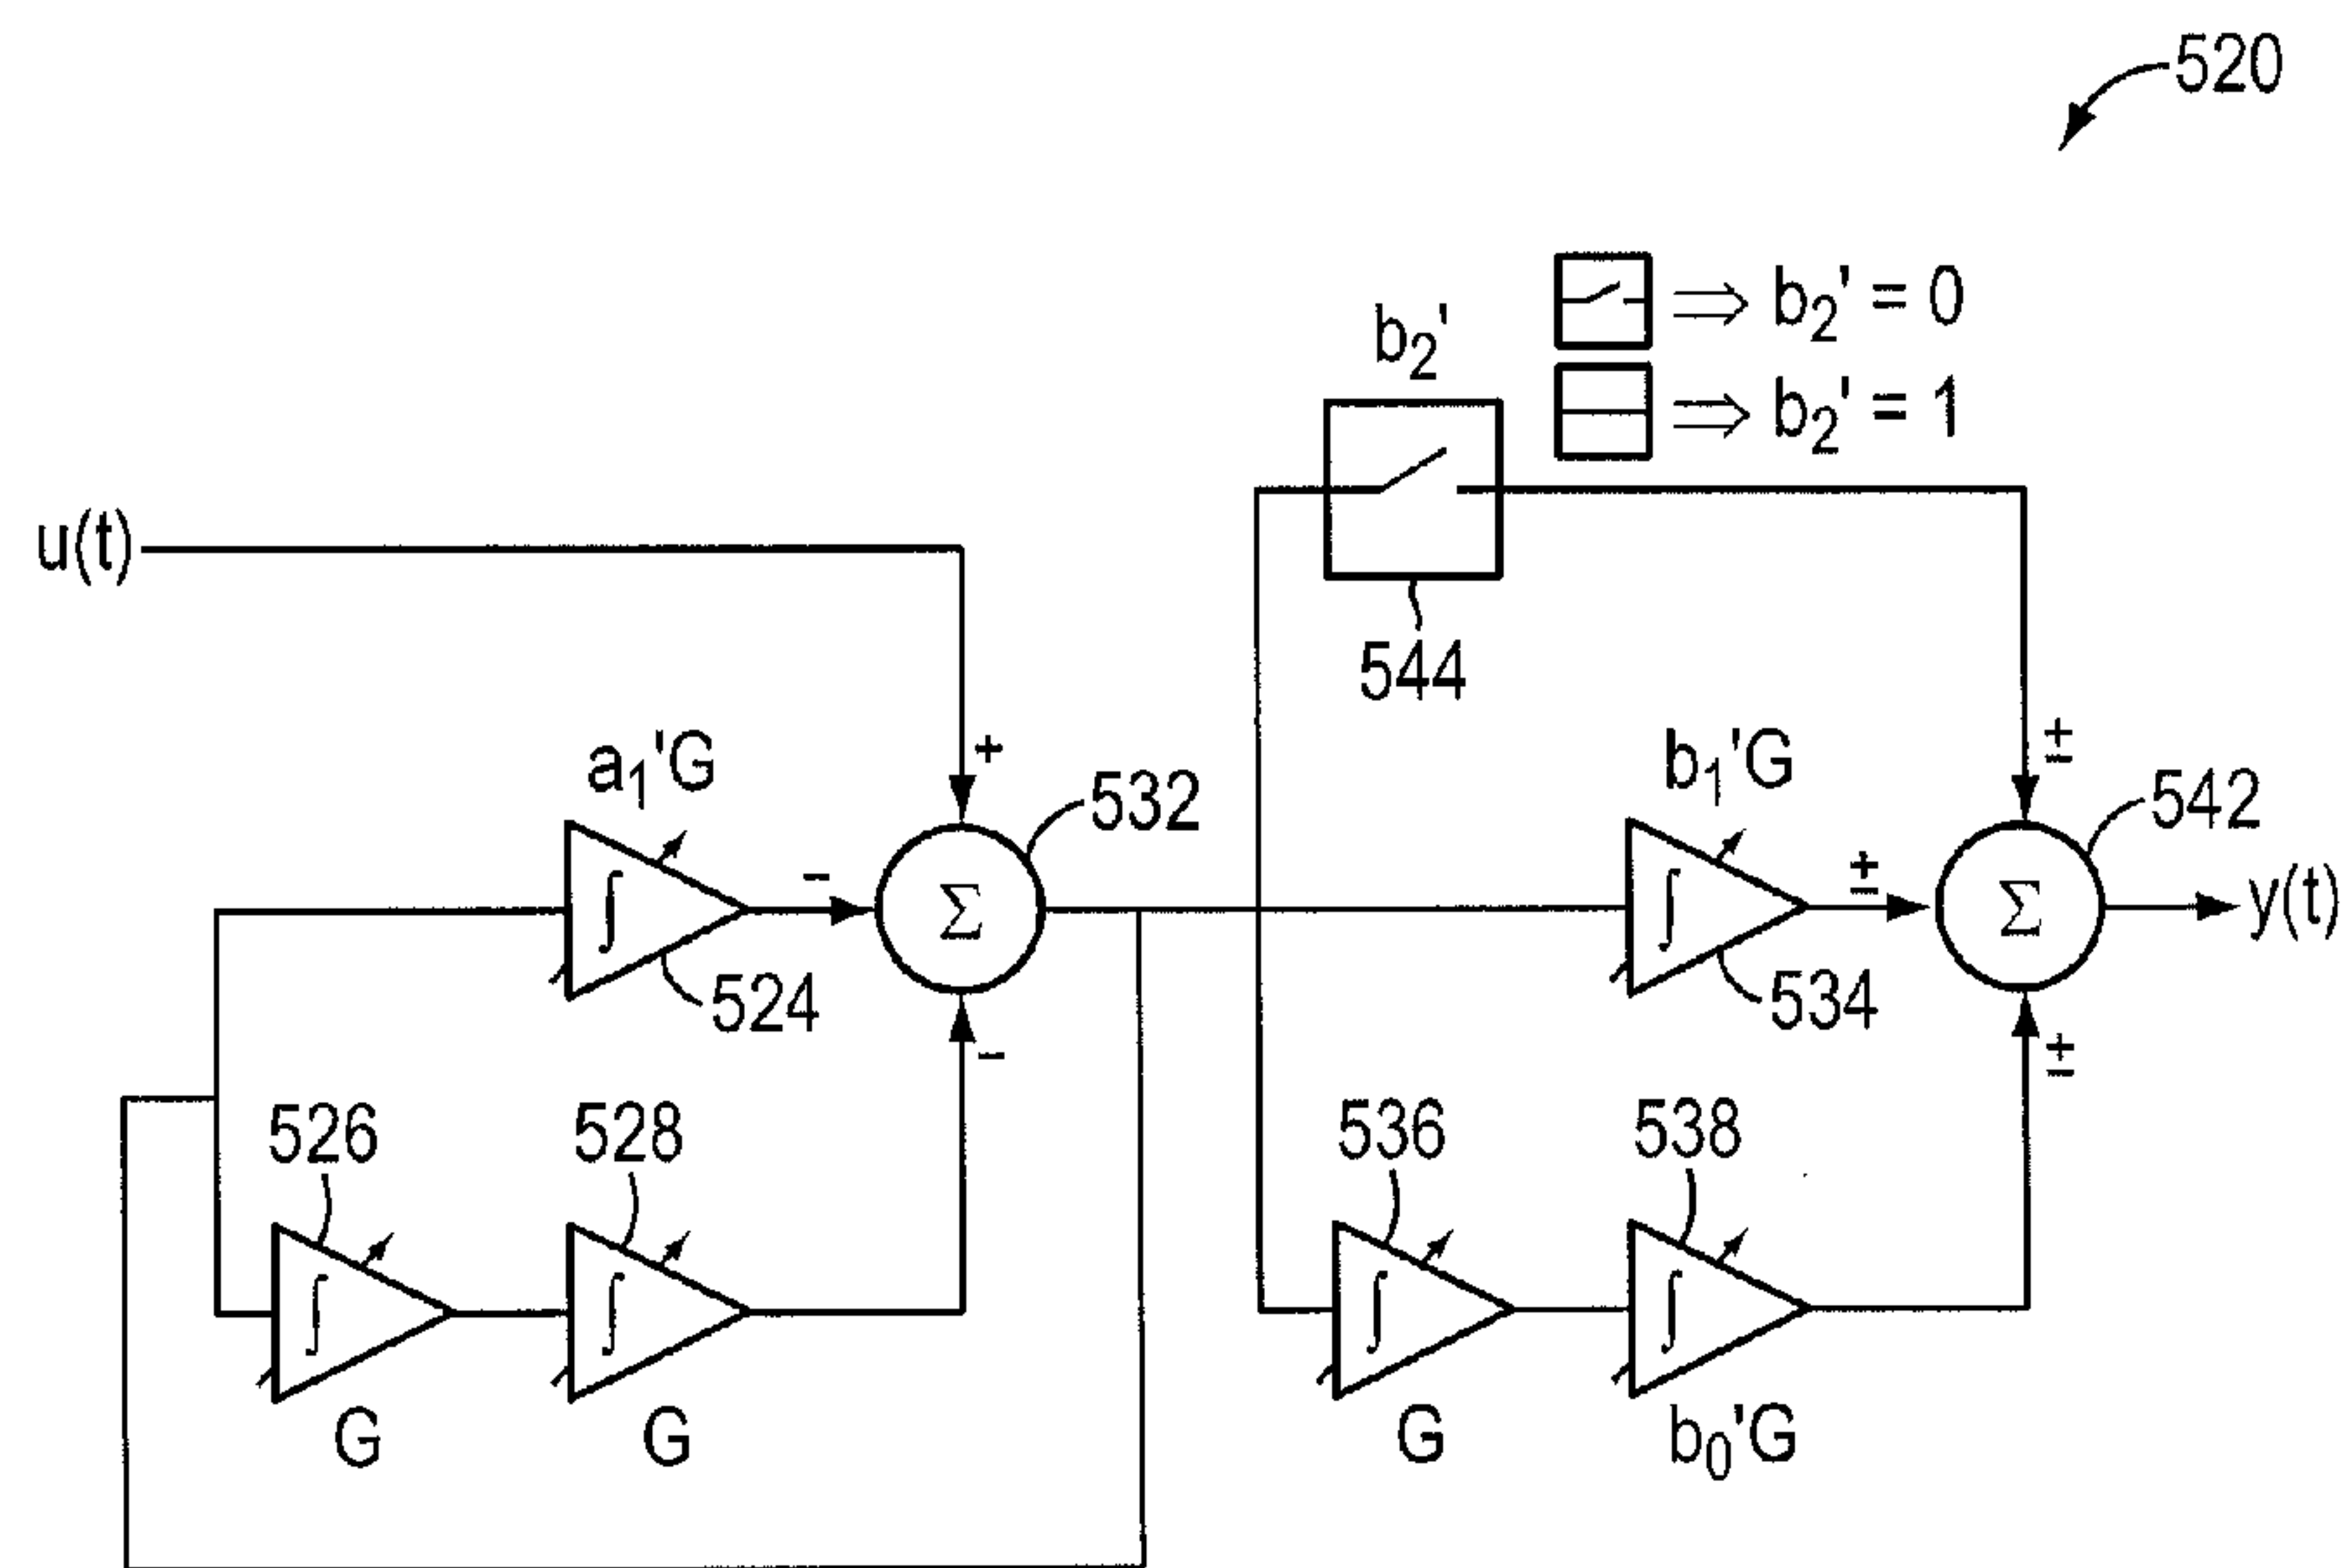 520
b2' = 0
b2'
b2' = 1
u(t)
544
a1'G
b1'G
+
±
532
542
-
±
∫
Σ
∫
Σ
y(t)
524
534
-
±
526
528
536
538
∫
∫
∫
∫
G
G
G
b0'G